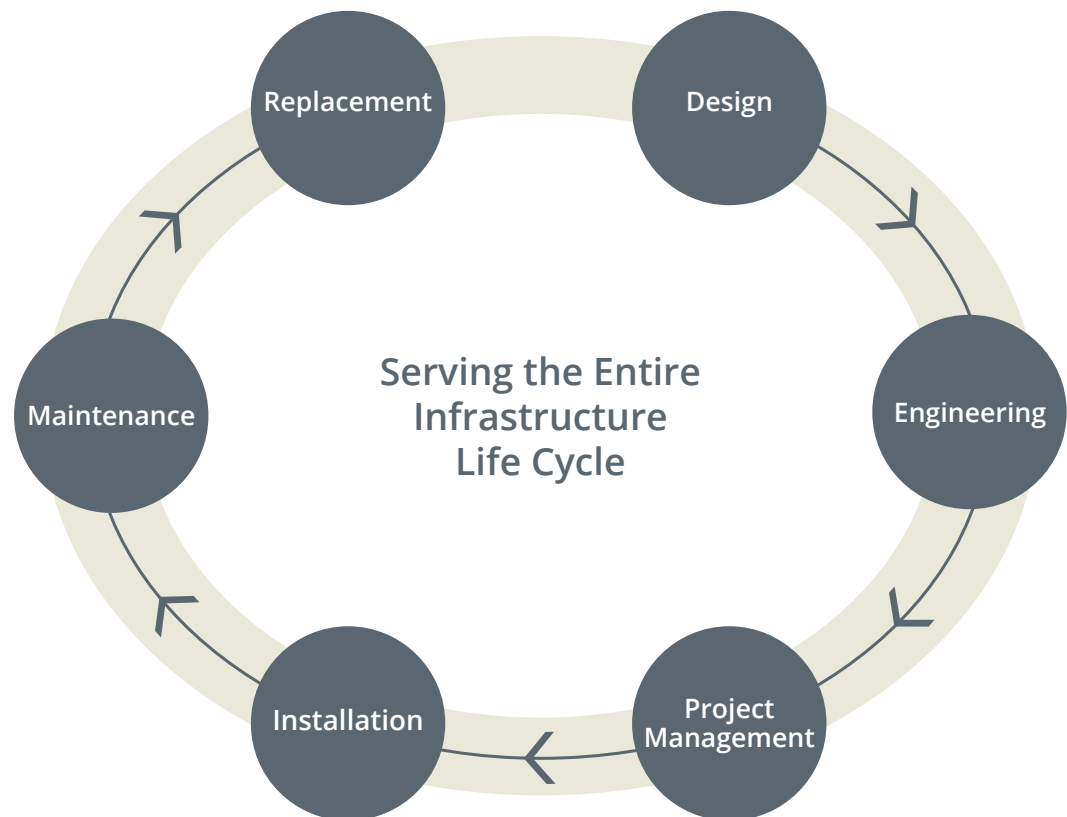 Replacement
Design
Serving the Entire
Infrastructure
Life Cycle
Maintenance
Engineering
Installation
Project
Management